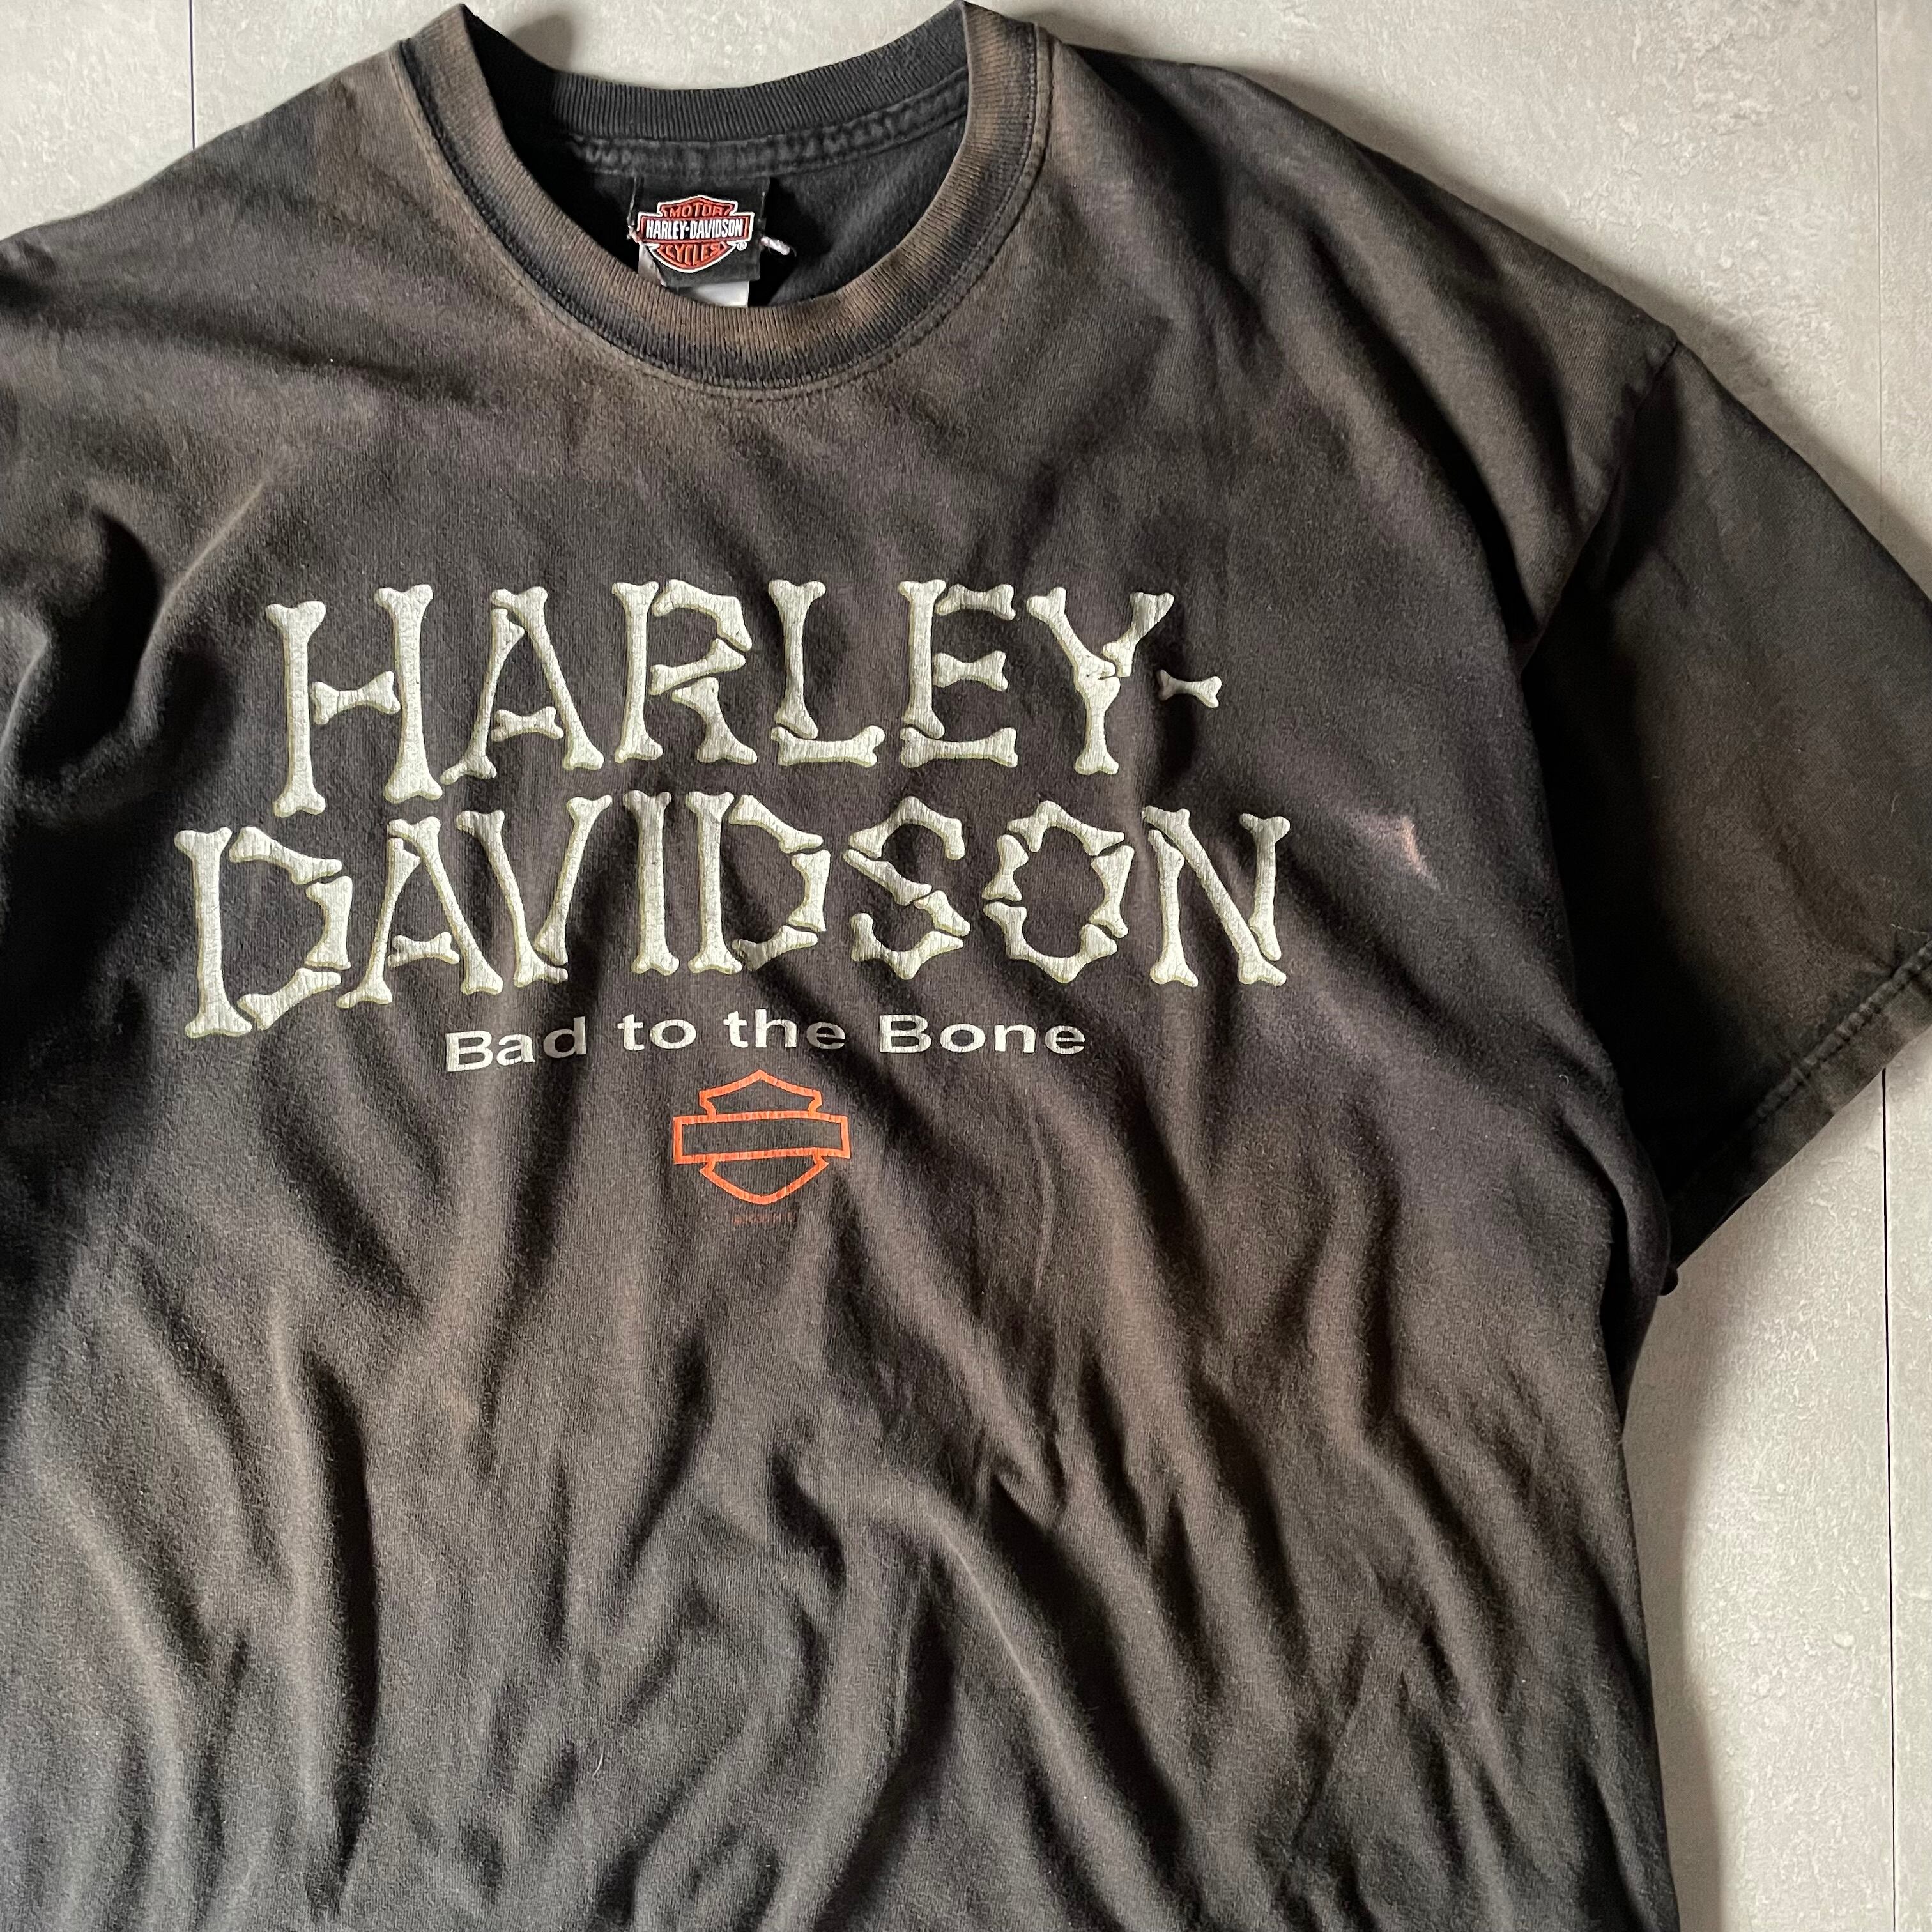 MOTOR
HARLEY-DAVIDSON
CYCLES
®
HARLEY-
DAVIDSON
Bad to the Bone